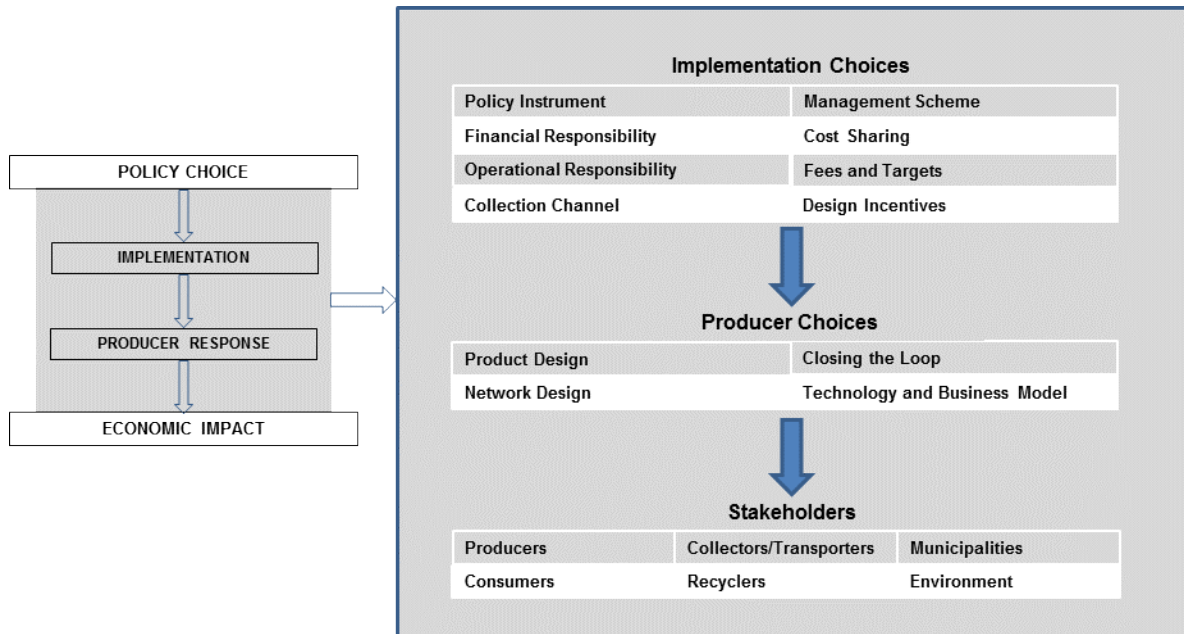 POLICY CHOICE
IMPLEMENTATION
PRODUCER RESPONSE
ECONOMIC IMPACT
Implementation Choices
Policy Instrument Management Scheme
Financial Responsibility Cost Sharing
Operational Responsibility Fees and Targets
Collection Channel Design Incentives
Producer Choices
Product Design Closing the Loop
Network Design Technology and Business Model
Stakeholders
Producers Collectors/Transporters Municipalities
Consumers Recyclers Environment